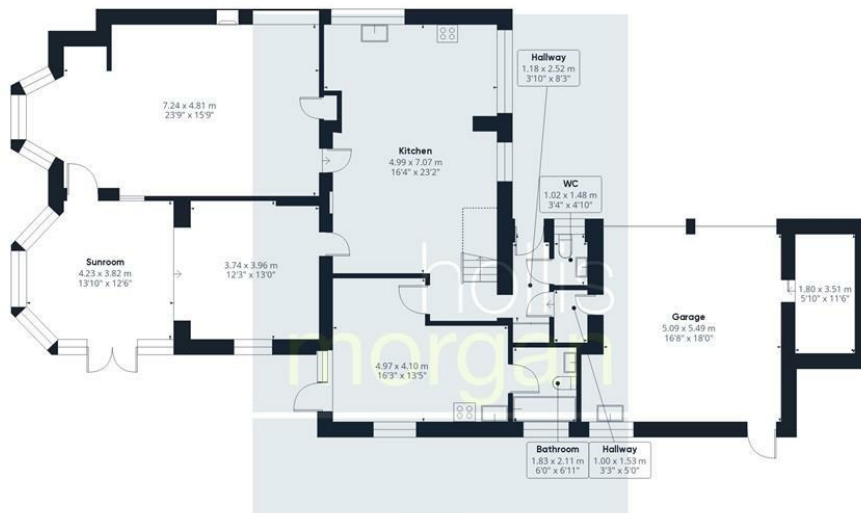 7.24 x 4.81 m
23'9" x 15'9"
Kitchen
4.99 x 7.07 m
16'4" x 23'2"
Hallway
1.18 x 2.52 m
3'10" x 8'3"
WC
1.02 x 1.48 m
3'4" x 4'10"
Sunroom
4.23 x 3.82 m
13'10" x 12'6"
3.74 x 3.96 m
12'3" x 13'0"
Garage
5.09 x 5.49 m
16'8" x 18'0"
1.80 x 3.51 m
5'10" x 11'6"
hollis
morgan
4.97 x 4.10 m
16'3" x 13'5"
Bathroom
1.83 x 2.11 m
6'0" x 6'11"
Hallway
1.00 x 1.53 m
3'3" x 5'0"